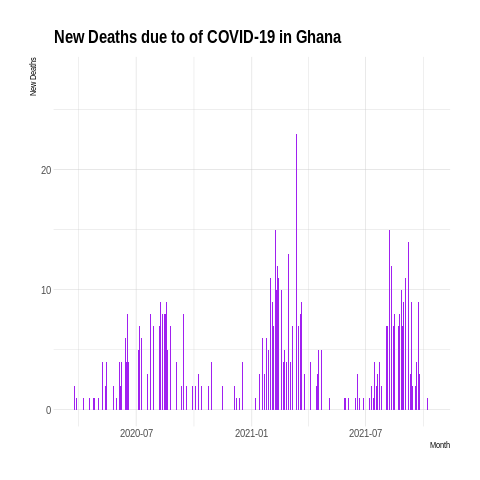 New Deaths due to of COVID-19 in Ghana
New Deaths
20
10
0
2020-07
2021-01
2021-07
Month